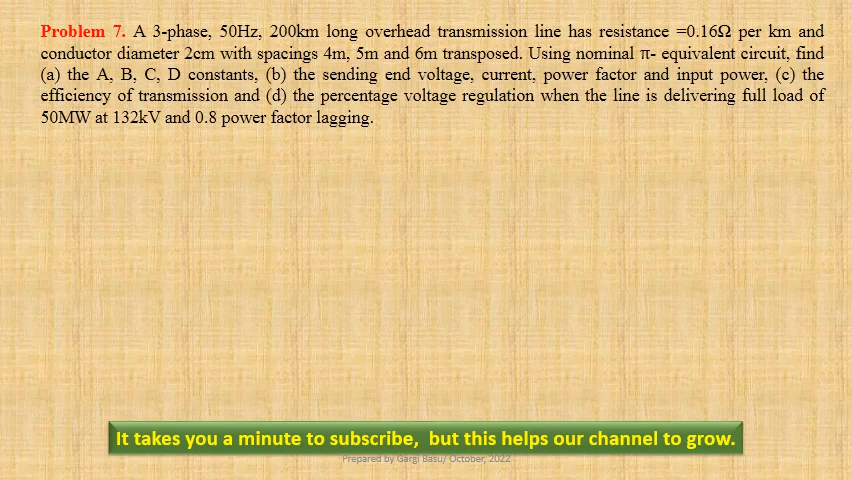 Problem 7. A 3-phase, 50Hz, 200km long overhead transmission line has resistance =0.16Ω per km and
conductor diameter 2cm with spacings 4m, 5m and 6m transposed. Using nominal π- equivalent circuit, find
(a) the A, B, C, D constants, (b) the sending end voltage, current, power factor and input power, (c) the
efficiency of transmission and (d) the percentage voltage regulation when the line is delivering full load of
50MW at 132kV and 0.8 power factor lagging.
It takes you a minute to subscribe, but this helps our channel to grow.
Prepared by Gargi Basu/ October, 2022